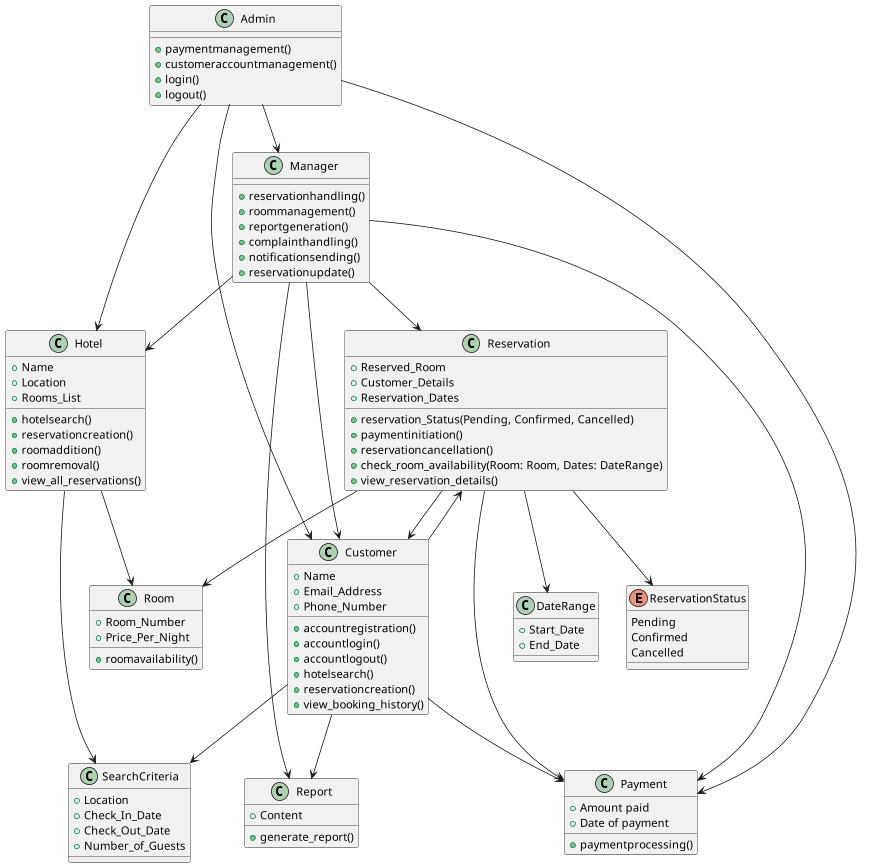 C Admin
paymentmanagement()
customeraccountmanagement()
login()
logout()
C Manager
reservationhandling()
roommanagement()
reportgeneration()
complainthandling()
notificationsending()
reservationupdate()
C Hotel
Name
Location
Rooms_List
hotelsearch()
reservationcreation()
roomaddition()
roomremoval()
view_all_reservations()
C Reservation
Reserved_Room
Customer_Details
Reservation_Dates
reservation_Status(Pending, Confirmed, Cancelled)
paymentinitiation()
reservationcancellation()
check_room_availability(Room: Room, Dates: DateRange)
view_reservation_details()
C Room
Room_Number
Price_Per_Night
roomavailability()
C Customer
Name
Email_Address
Phone_Number
accountregistration()
accountlogin()
accountlogout()
hotelsearch()
reservationcreation()
view_booking_history()
C DateRange
Start_Date
End_Date
E ReservationStatus
Pending
Confirmed
Cancelled
C SearchCriteria
Location
Check_In_Date
Check_Out_Date
Number_of_Guests
C Report
Content
generate_report()
C Payment
Amount paid
Date of payment
paymentprocessing()